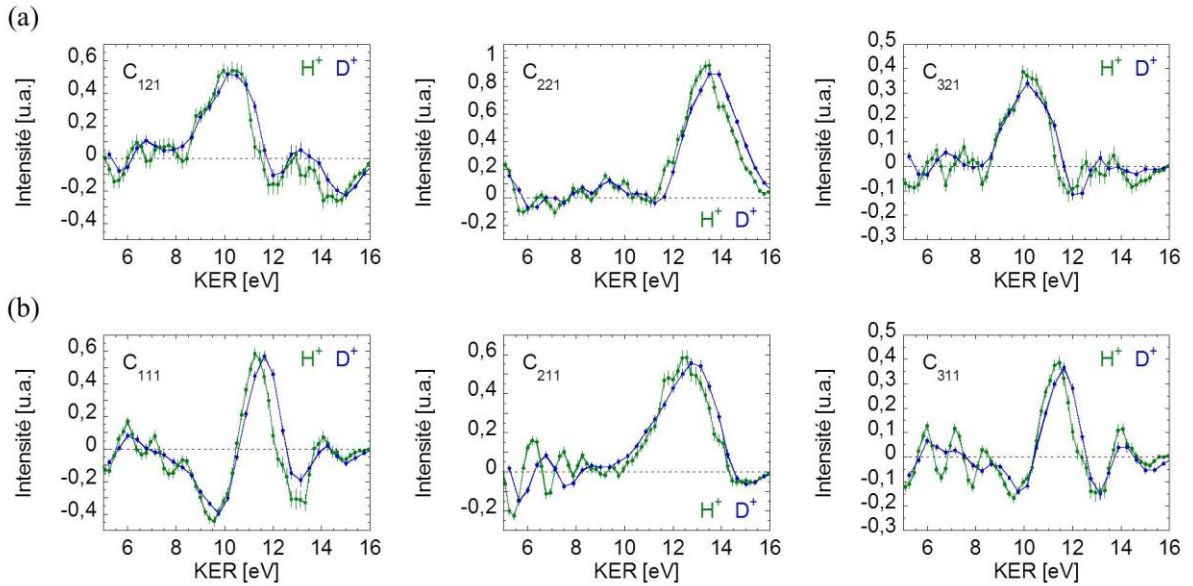 (a)
Intensité [u.a.]
0,6
0,4
0,2
0
-0,2
-0,4
C121
H+ D+
6 8 10 12 14 16
KER [eV]
Intensité [u.a.]
1
0,8
0,6
0,4
0,2
0
-0,2
C221
H+ D+
6 8 10 12 14 16
KER [eV]
Intensité [u.a.]
0,5
0,4
0,3
0,2
0,1
0
-0,1
-0,2
-0,3
C321
H+ D+
6 8 10 12 14 16
KER [eV]
(b)
Intensité [u.a.]
0,6
0,4
0,2
0
-0,2
-0,4
C111
H+ D+
6 8 10 12 14 16
KER [eV]
Intensité [u.a.]
0,6
0,4
0,2
0
-0,2
C211
H+ D+
6 8 10 12 14 16
KER [eV]
Intensité [u.a.]
0,5
0,4
0,3
0,2
0,1
0
-0,1
-0,2
-0,3
C311
H+ D+
6 8 10 12 14 16
KER [eV]